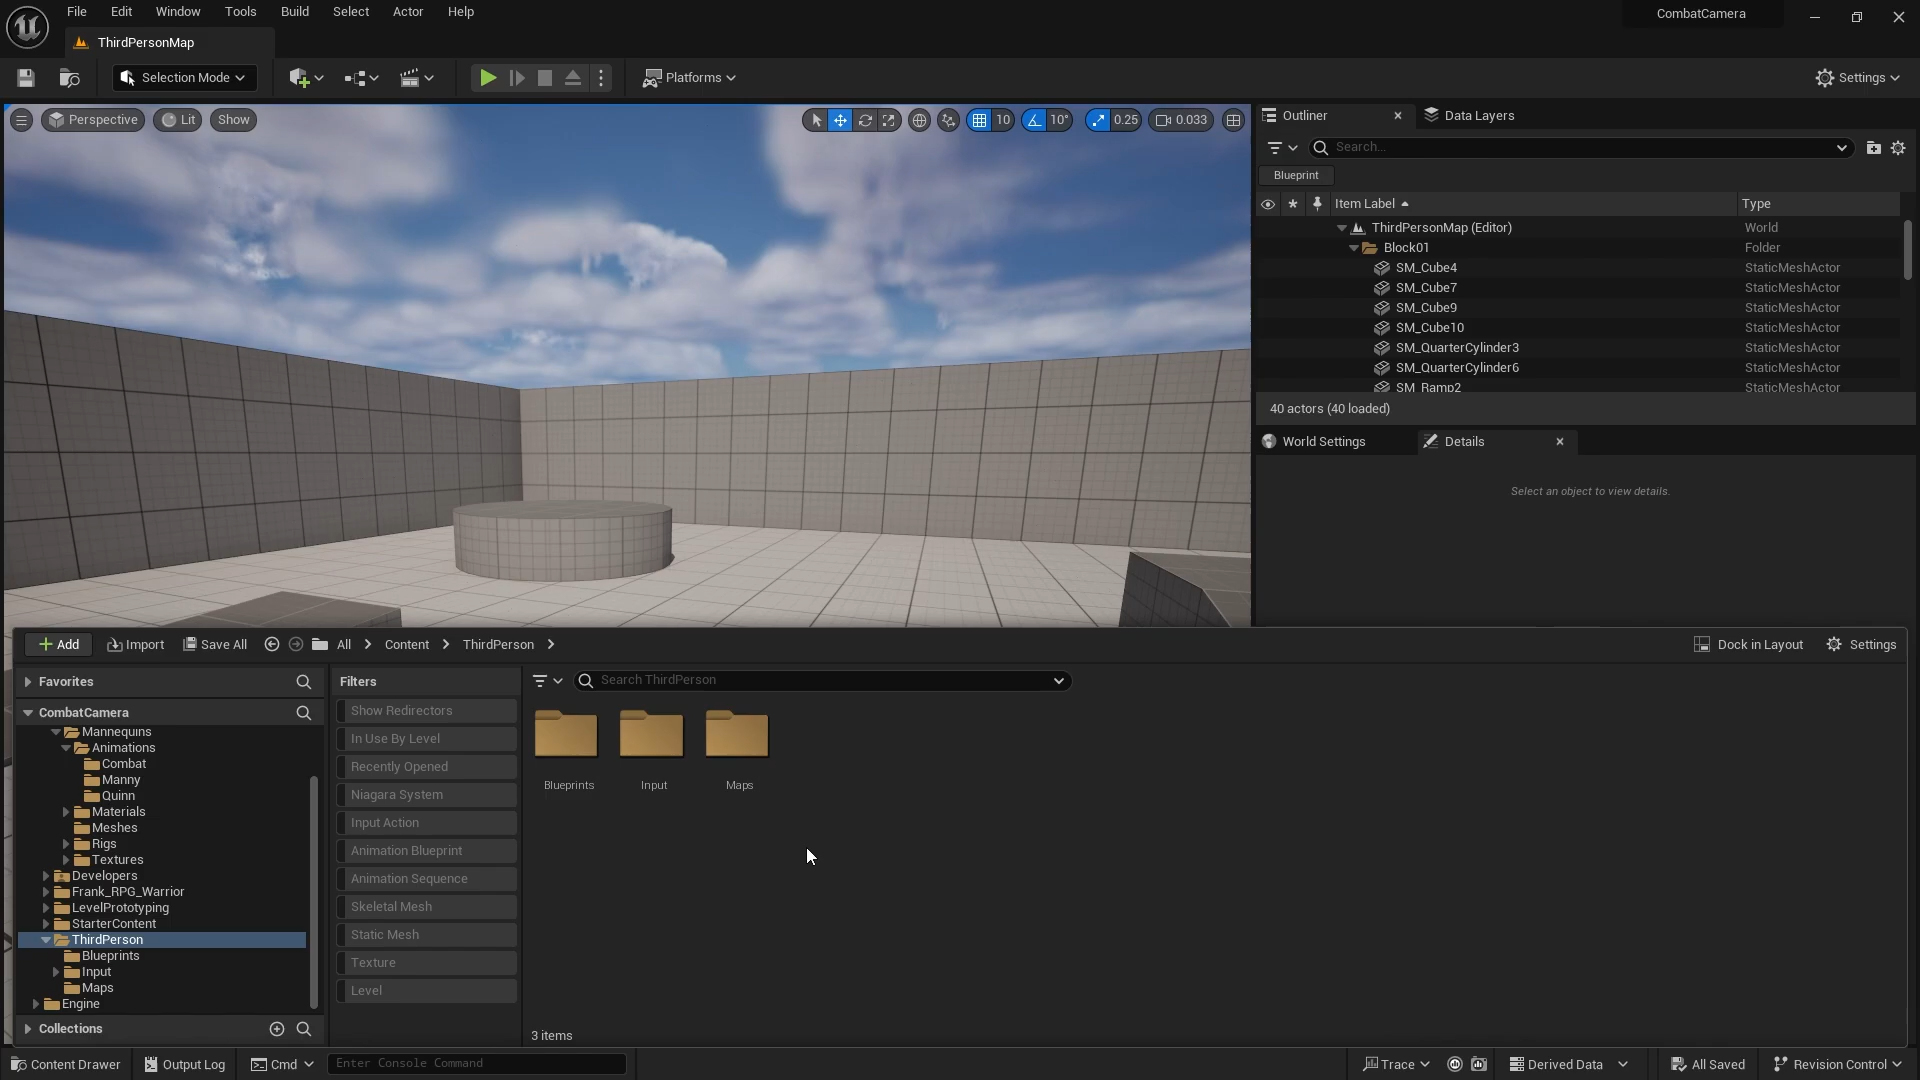 File Edit Window Tools Build Select Actor Help
CombatCamera
ThirdPersonMap
Selection Mode
Platforms
Settings
Perspective Lit Show
10 10° 0.25 0.033
Outliner
Data Layers
Search...
Blueprint
Item Label Type
ThirdPersonMap (Editor) World
Block01 Folder
SM_Cube4 StaticMeshActor
SM_Cube7 StaticMeshActor
SM_Cube9 StaticMeshActor
SM_Cube10 StaticMeshActor
SM_QuarterCylinder3 StaticMeshActor
SM_QuarterCylinder6 StaticMeshActor
SM_Ramp2 StaticMeshActor
40 actors (40 loaded)
World Settings
Details
Select an object to view details.
Add Import Save All All Content ThirdPerson
Dock in Layout Settings
Favorites
CombatCamera
Mannequins
Animations
Combat
Manny
Quinn
Materials
Meshes
Rigs
Textures
Developers
Frank_RPG_Warrior
LevelPrototyping
StarterContent
ThirdPerson
Blueprints
Input
Maps
Engine
Collections
Filters
Show Redirectors
In Use By Level
Recently Opened
Niagara System
Input Action
Animation Blueprint
Animation Sequence
Skeletal Mesh
Static Mesh
Texture
Level
Search ThirdPerson
Blueprints Input Maps
3 items
Content Drawer Output Log Cmd Enter Console Command
Trace Derived Data All Saved Revision Control